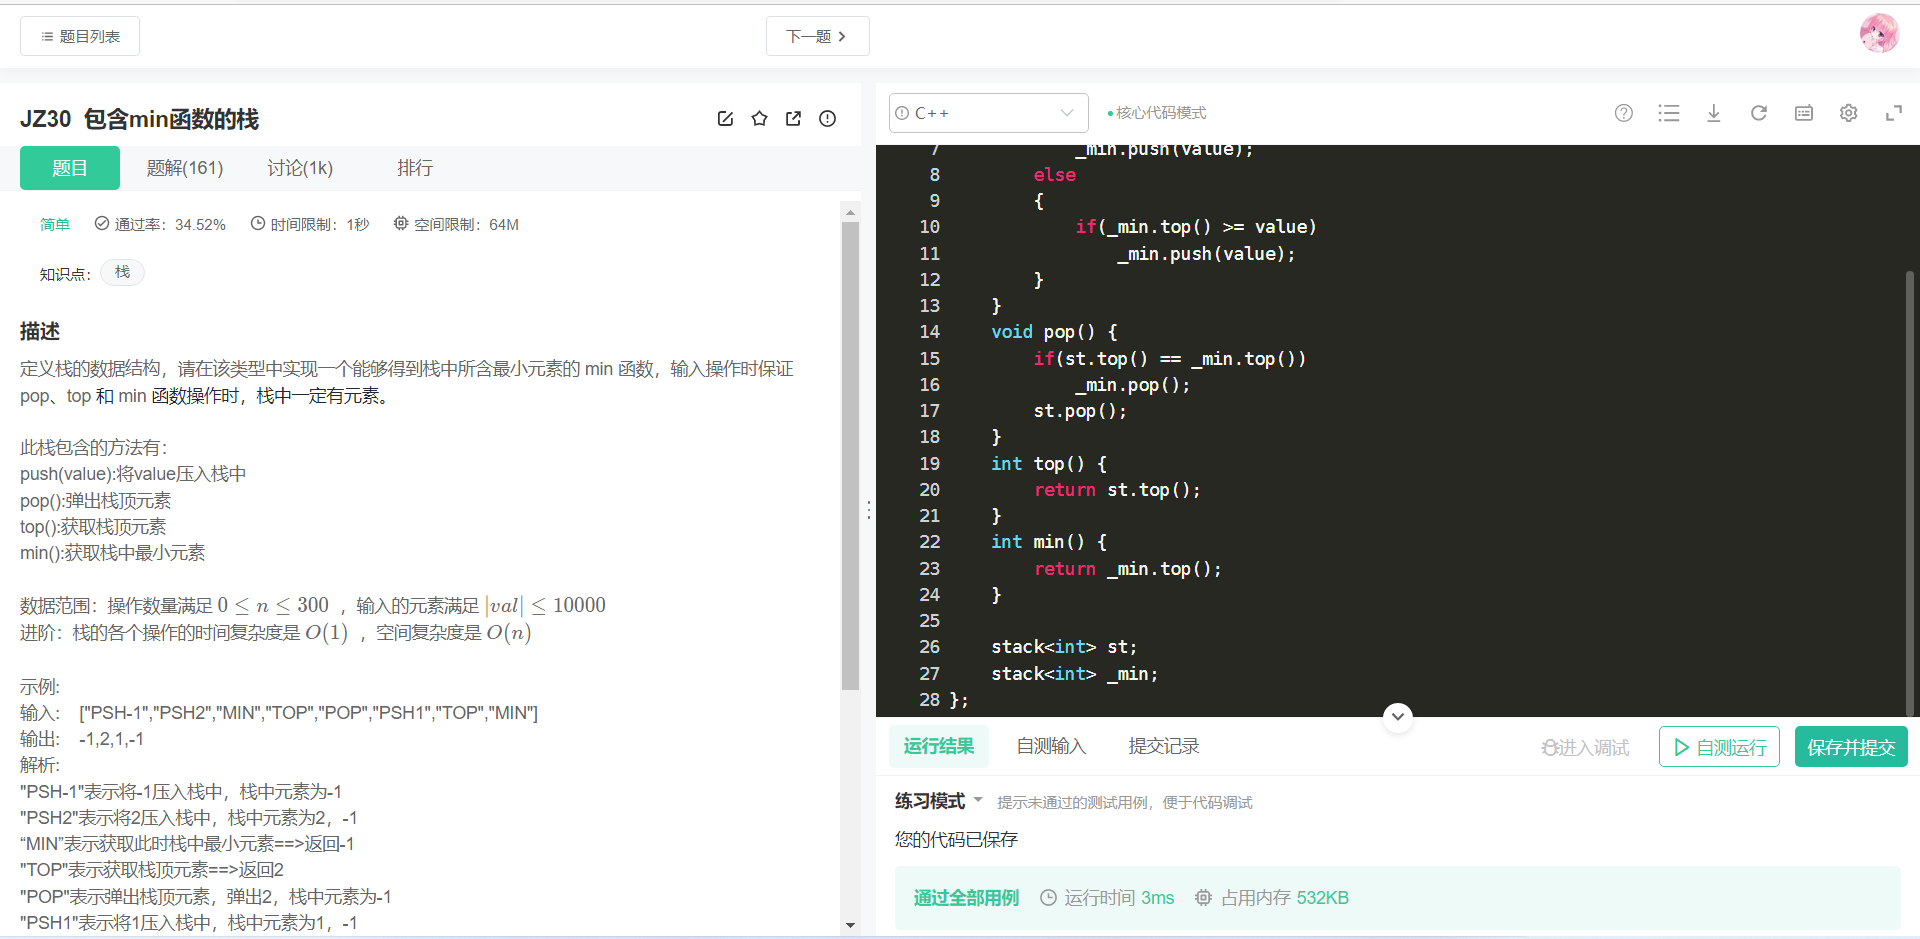 题目列表
下一题
JZ30 包含min函数的栈
题目
题解(161)
讨论(1k)
排行
简单 通过率：34.52% 时间限制：1秒 空间限制：64M
知识点： 栈
描述
定义栈的数据结构，请在该类型中实现一个能够得到栈中所含最小元素的 min 函数，输入操作时保证
pop、top 和 min 函数操作时，栈中一定有元素。
此栈包含的方法有：
push(value):将value压入栈中
pop():弹出栈顶元素
top():获取栈顶元素
min():获取栈中最小元素
数据范围：操作数量满足 0 ≤ n ≤ 300 ，输入的元素满足 |val| ≤ 10000
进阶：栈的各个操作的时间复杂度是 O(1) ，空间复杂度是 O(n)
示例:
输入: ["PSH-1","PSH2","MIN","TOP","POP","PSH1","TOP","MIN"]
输出: -1,2,1,-1
解析:
"PSH-1"表示将-1压入栈中，栈中元素为-1
"PSH2"表示将2压入栈中，栈中元素为2，-1
“MIN”表示获取此时栈中最小元素==>返回-1
"TOP"表示获取栈顶元素==>返回2
"POP"表示弹出栈顶元素，弹出2，栈中元素为-1
"PSH1"表示将1压入栈中，栈中元素为1，-1
C++
核心代码模式
7 _min.push(value);
8 else
9 {
10 if(_min.top() >= value)
11 _min.push(value);
12 }
13 }
14 void pop() {
15 if(st.top() == _min.top())
16 _min.pop();
17 st.pop();
18 }
19 int top() {
20 return st.top();
21 }
22 int min() {
23 return _min.top();
24 }
25
26 stack<int> st;
27 stack<int> _min;
28 };
运行结果
自测输入
提交记录
进入调试
自测运行
保存并提交
练习模式 提示未通过的测试用例，便于代码调试
您的代码已保存
通过全部用例 运行时间 3ms 占用内存 532KB